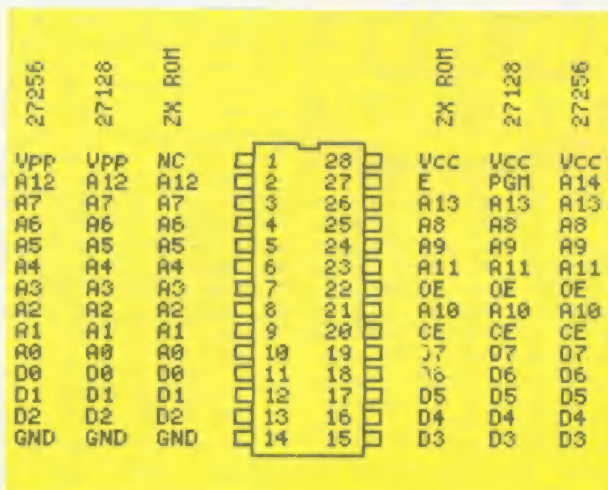 27256 27128 ZX ROM ZX ROM 27128 27256
Vpp Vpp NC 1 28 Vcc Vcc Vcc
A12 A12 A12 2 27 E PGM A14
A7 A7 A7 3 26 A13 A13 A13
A6 A6 A6 4 25 A8 A8 A8
A5 A5 A5 5 24 A9 A9 A9
A4 A4 A4 6 23 A11 A11 A11
A3 A3 A3 7 22 OE OE OE
A2 A2 A2 8 21 A10 A10 A10
A1 A1 A1 9 20 CE CE CE
A0 A0 A0 10 19 D7 D7 D7
D0 D0 D0 11 18 D6 D6 D6
D1 D1 D1 12 17 D5 D5 D5
D2 D2 D2 13 16 D4 D4 D4
GND GND GND 14 15 D3 D3 D3